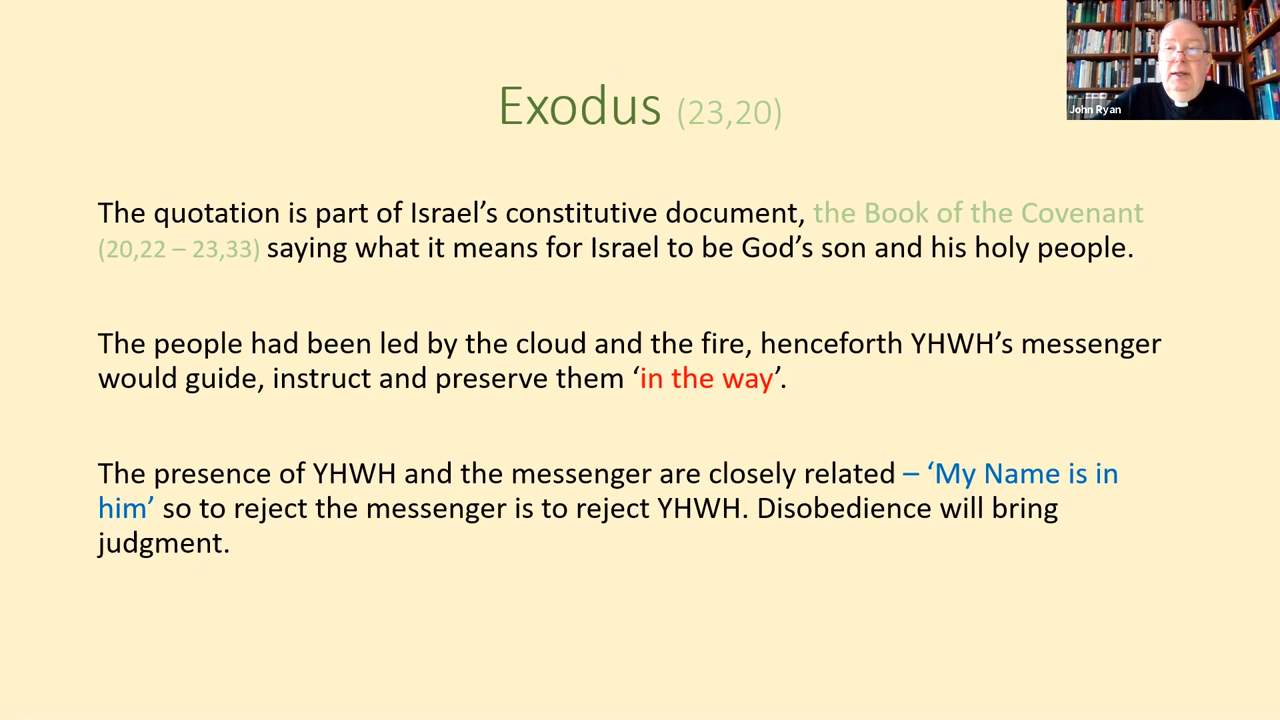 John Ryan
Exodus (23,20)
The quotation is part of Israel’s constitutive document, the Book of the Covenant
(20,22 – 23,33) saying what it means for Israel to be God’s son and his holy people.
The people had been led by the cloud and the fire, henceforth YHWH’s messenger
would guide, instruct and preserve them ‘in the way’.
The presence of YHWH and the messenger are closely related – ‘My Name is in
him’ so to reject the messenger is to reject YHWH. Disobedience will bring
judgment.